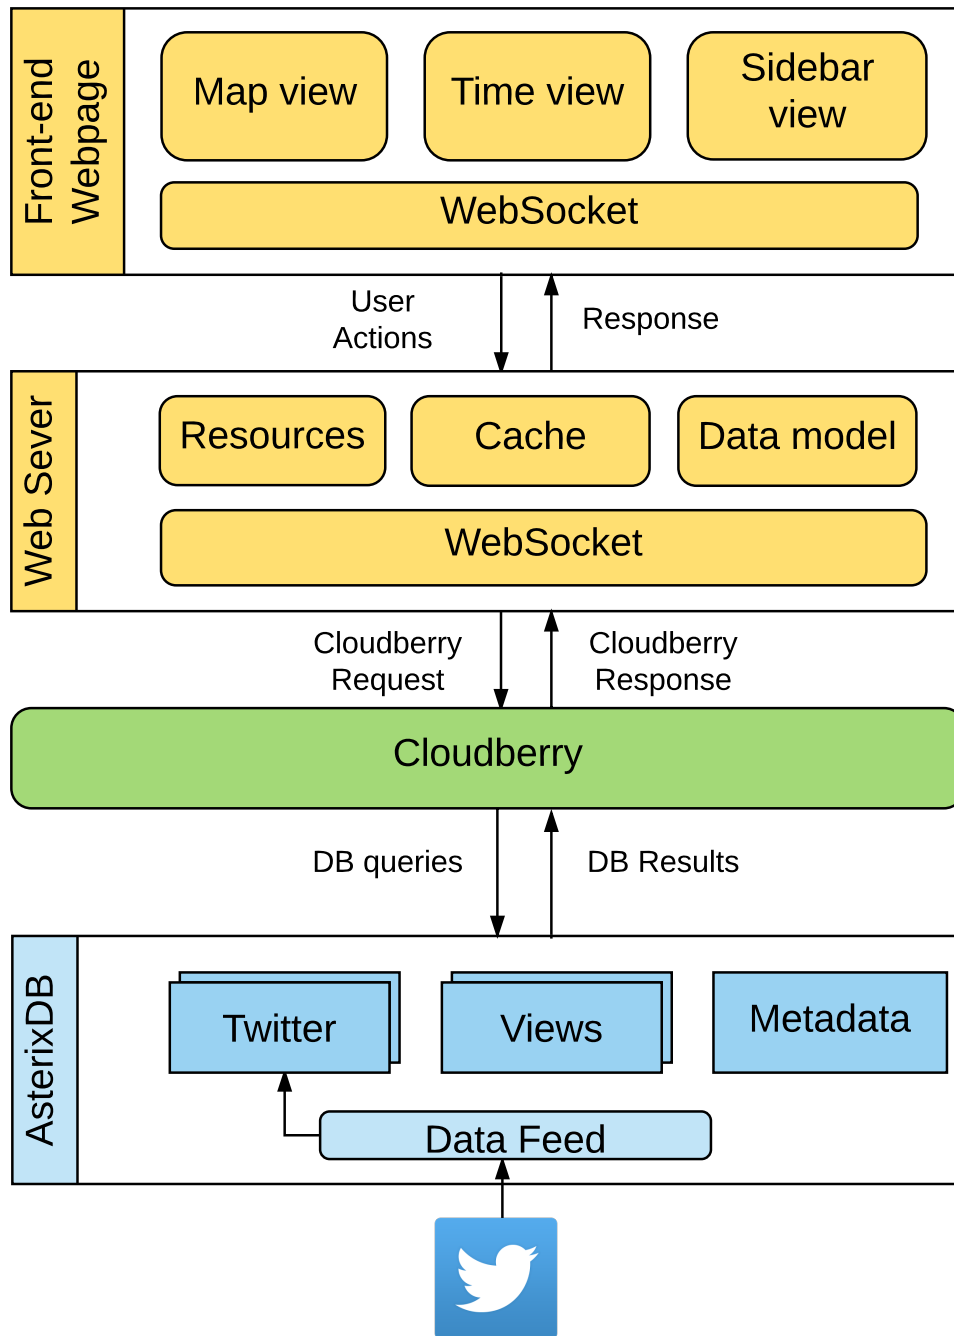 Front-end
Webpage
Map view
Time view
Sidebar
view
WebSocket
User
Actions
Response
Web Sever
Resources
Cache
Data model
WebSocket
Cloudberry
Request
Cloudberry
Response
Cloudberry
DB queries
DB Results
AsterixDB
Twitter
Views
Metadata
Data Feed